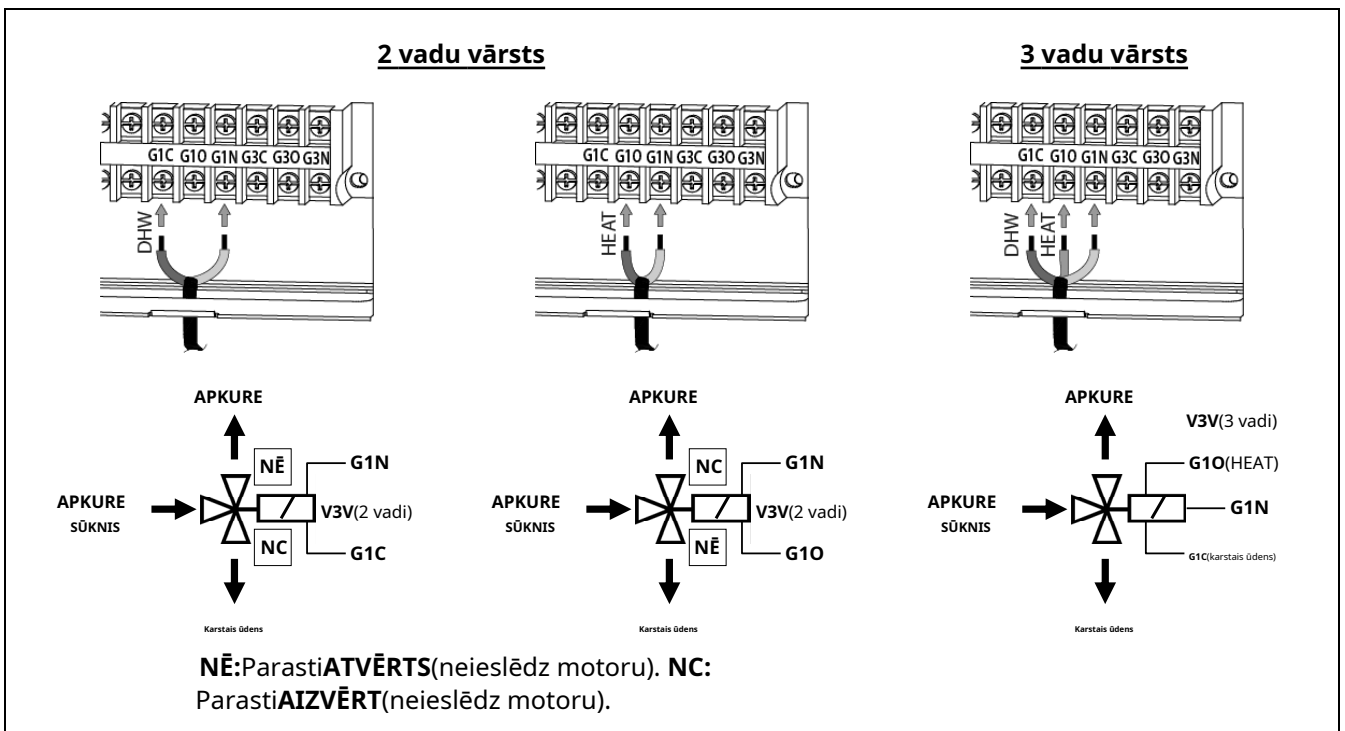 2 vadu vārsts
3 vadu vārsts
G1C G1O G1N G3C G3O G3N
DHW
G1C G1O G1N G3C G3O G3N
HEAT
G1C G1O G1N G3C G3O G3N
DHW
HEAT
APKURE
NĒ
G1N
APKURE
SŪKNIS
V3V(2 vadi)
NC
G1C
Karstais ūdens
APKURE
NC
G1N
APKURE
SŪKNIS
V3V(2 vadi)
NĒ
G1O
Karstais ūdens
APKURE
V3V(3 vadi)
G1O(HEAT)
APKURE
SŪKNIS
G1N
G1C(karstais ūdens)
Karstais ūdens
NĒ:ParastiATVĒRTS(neieslēdz motoru). NC:
ParastiAIZVĒRT(neieslēdz motoru).